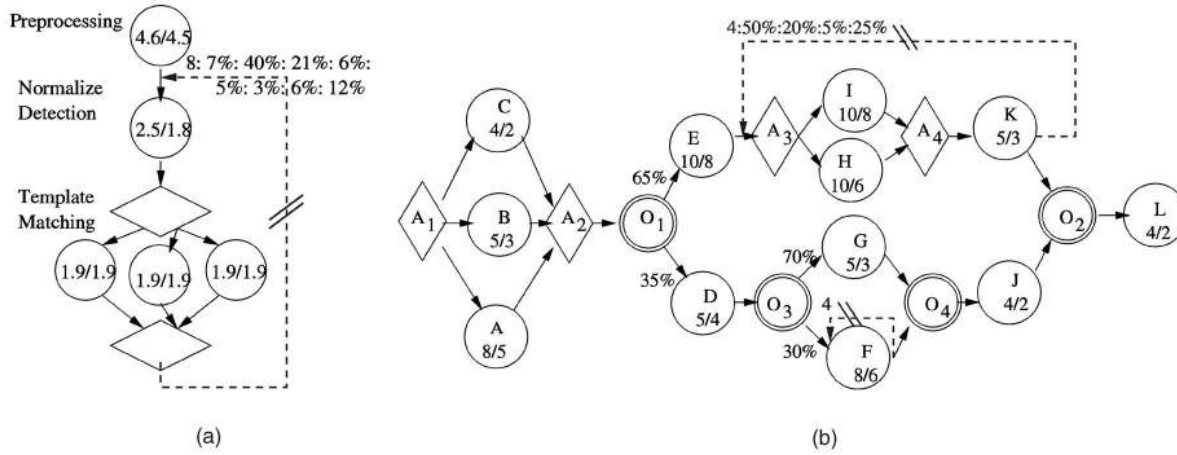 Preprocessing
4.6/4.5
8: 7%: 40%: 21%: 6%:
5%: 3%: 6%: 12%
Normalize
Detection
2.5/1.8
Template
Matching
1.9/1.9
1.9/1.9
1.9/1.9
(a)
4:50%:20%:5%:25%
A1
C
4/2
B
5/3
A
8/5
A2
O1
65%
35%
E
10/8
A3
I
10/8
H
10/6
A4
K
5/3
D
5/4
O3
70%
30%
G
5/3
4
F
8/6
O4
J
4/2
O2
L
4/2
(b)